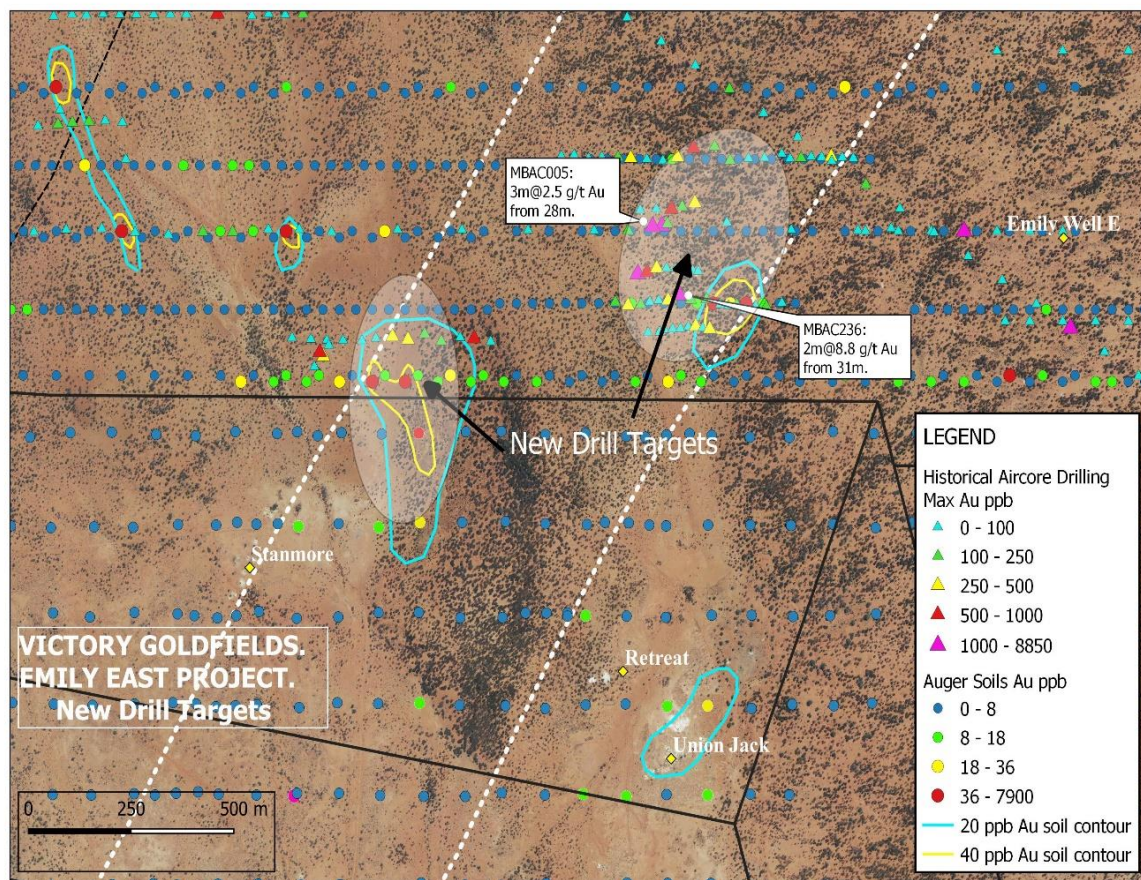 MBAC005:
3m@2.5 g/t Au
from 28m.
Emily Well E
MBAC236:
2m@8.8 g/t Au
from 31m.
New Drill Targets
Stanmore
Retreat
Union Jack
VICTORY GOLDFIELDS.
EMILY EAST PROJECT.
New Drill Targets
0 250 500 m
LEGEND
Historical Aircore Drilling
Max Au ppb
0 - 100
100 - 250
250 - 500
500 - 1000
1000 - 8850
Auger Soils Au ppb
0 - 8
8 - 18
18 - 36
36 - 7900
20 ppb Au soil contour
40 ppb Au soil contour